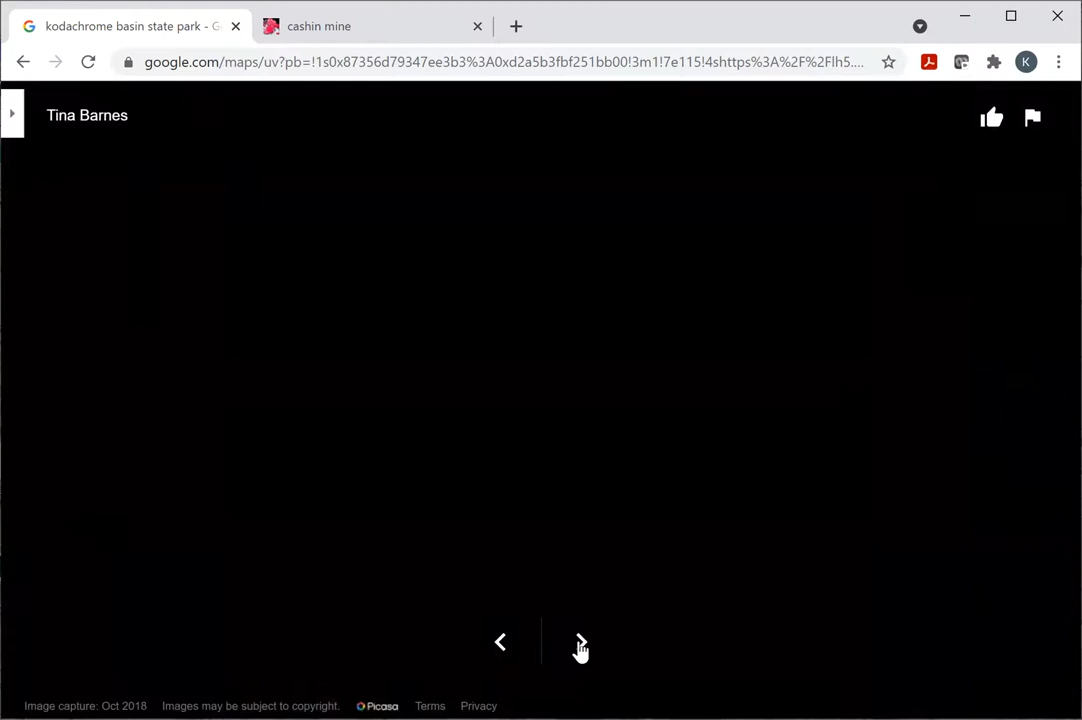 kodachrome basin state park - G
cashin mine
google.com/maps/uv?pb=!1s0x87356d79347ee3b3%3A0xd2a5b3fbf251bb00!3m1!7e115!4shttps%3A%2F%2Flh5....
K
Tina Barnes
Image capture: Oct 2018 Images may be subject to copyright. Picasa Terms Privacy